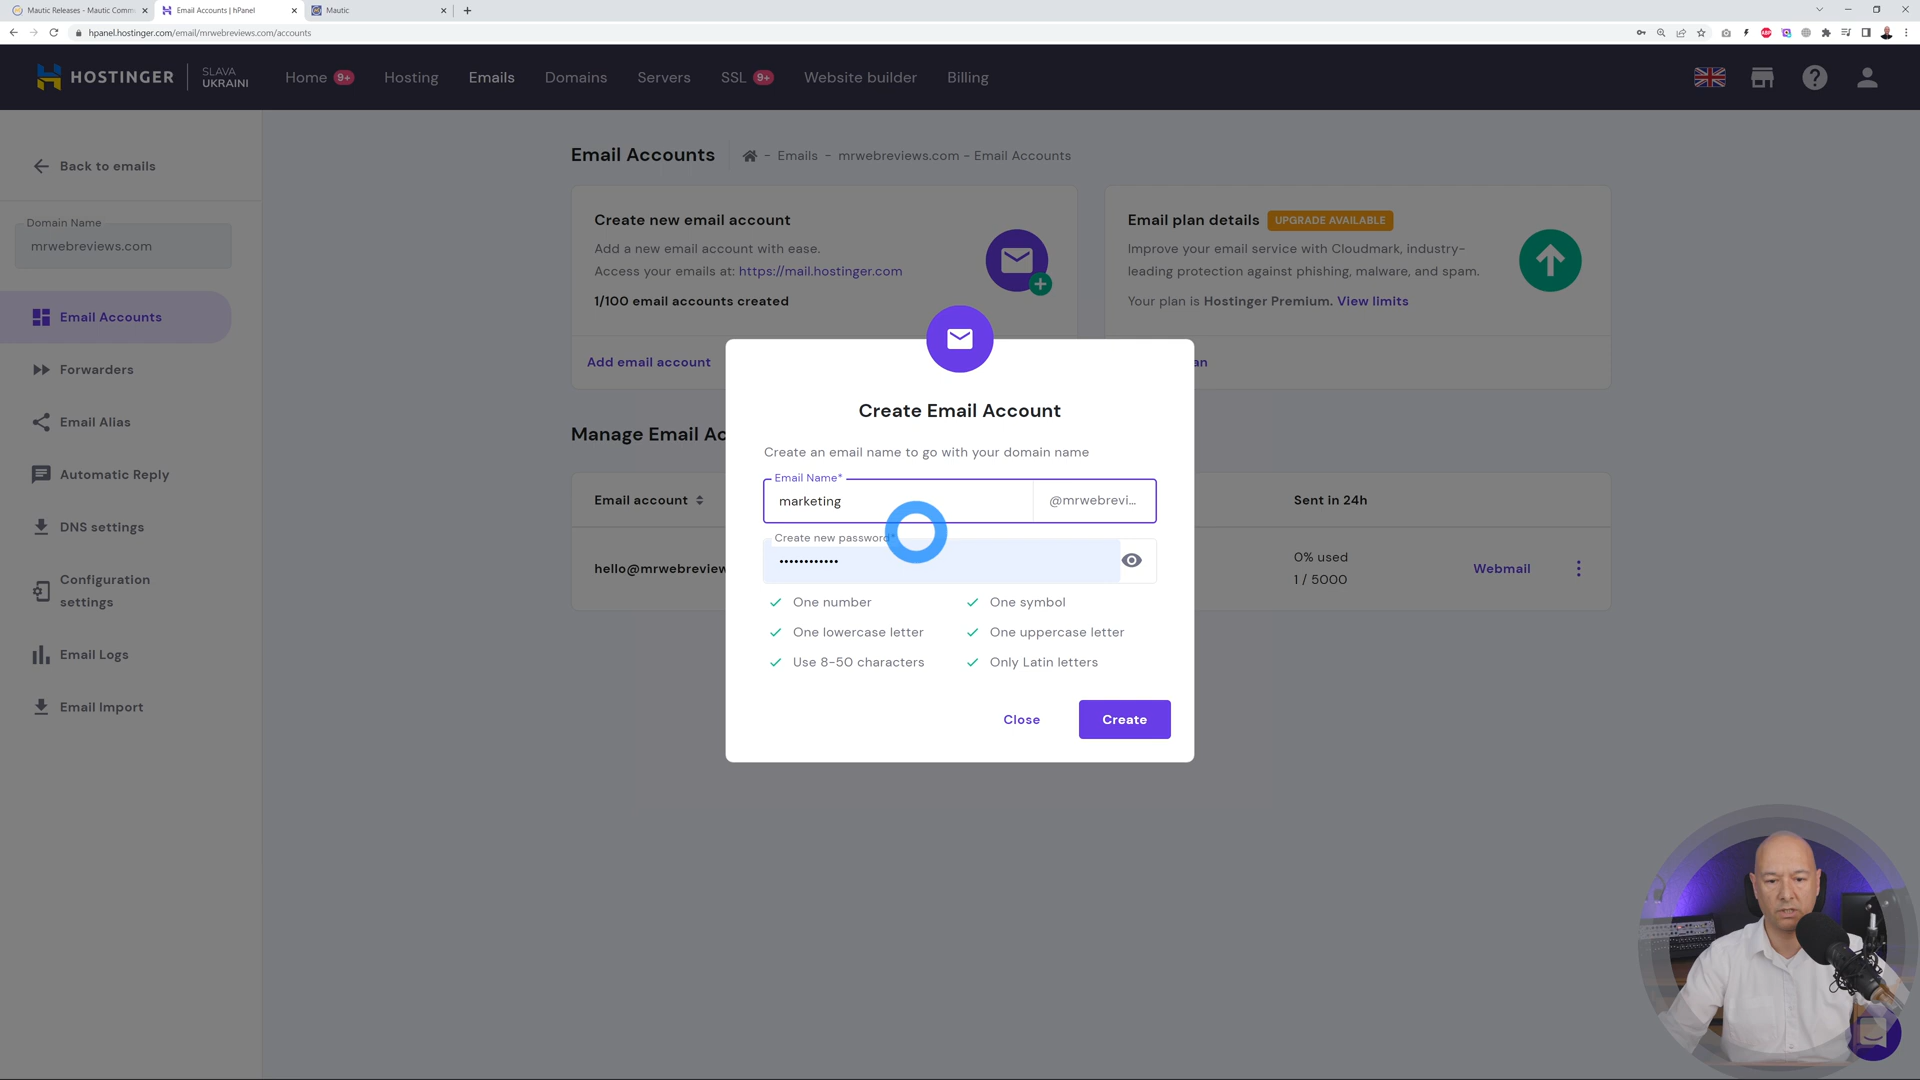 Mautic Releases - Mautic Comm
Email Accounts | hPanel
Mautic
hpanel.hostinger.com/email/mrwebreviews.com/accounts
HOSTINGER
SLAVA
UKRAINI
Home 9+
Hosting
Emails
Domains
Servers
SSL 9+
Website builder
Billing
Back to emails
Domain Name
mrwebreviews.com
Email Accounts
Forwarders
Email Alias
Automatic Reply
DNS settings
Configuration
settings
Email Logs
Email Import
Email Accounts
- Emails - mrwebreviews.com - Email Accounts
Create new email account
Add a new email account with ease.
Access your emails at: https://mail.hostinger.com
1/100 email accounts created
Add email account
Email plan details UPGRADE AVAILABLE
Improve your email service with Cloudmark, industry-
leading protection against phishing, malware, and spam.
Your plan is Hostinger Premium. View limits
an
Manage Email Ac
Email account
Sent in 24h
hello@mrwebreview
0% used
1 / 5000
Webmail
Create Email Account
Create an email name to go with your domain name
Email Name*
marketing
@mrwebrevi...
Create new password*
••••••••••••
One number
One symbol
One lowercase letter
One uppercase letter
Use 8-50 characters
Only Latin letters
Close
Create